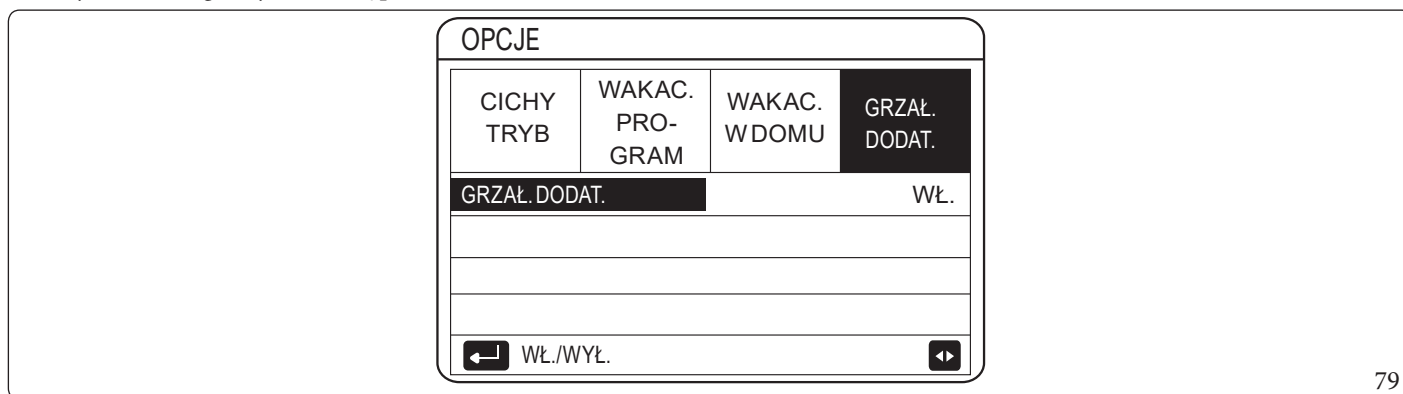 OPCJE
CICHY
TRYB
WAKAC.
PRO-
GRAM
WAKAC.
W DOMU
GRZAŁ.
DODAT.
GRZAŁ. DODAT. WŁ.
WŁ./WYŁ.
79